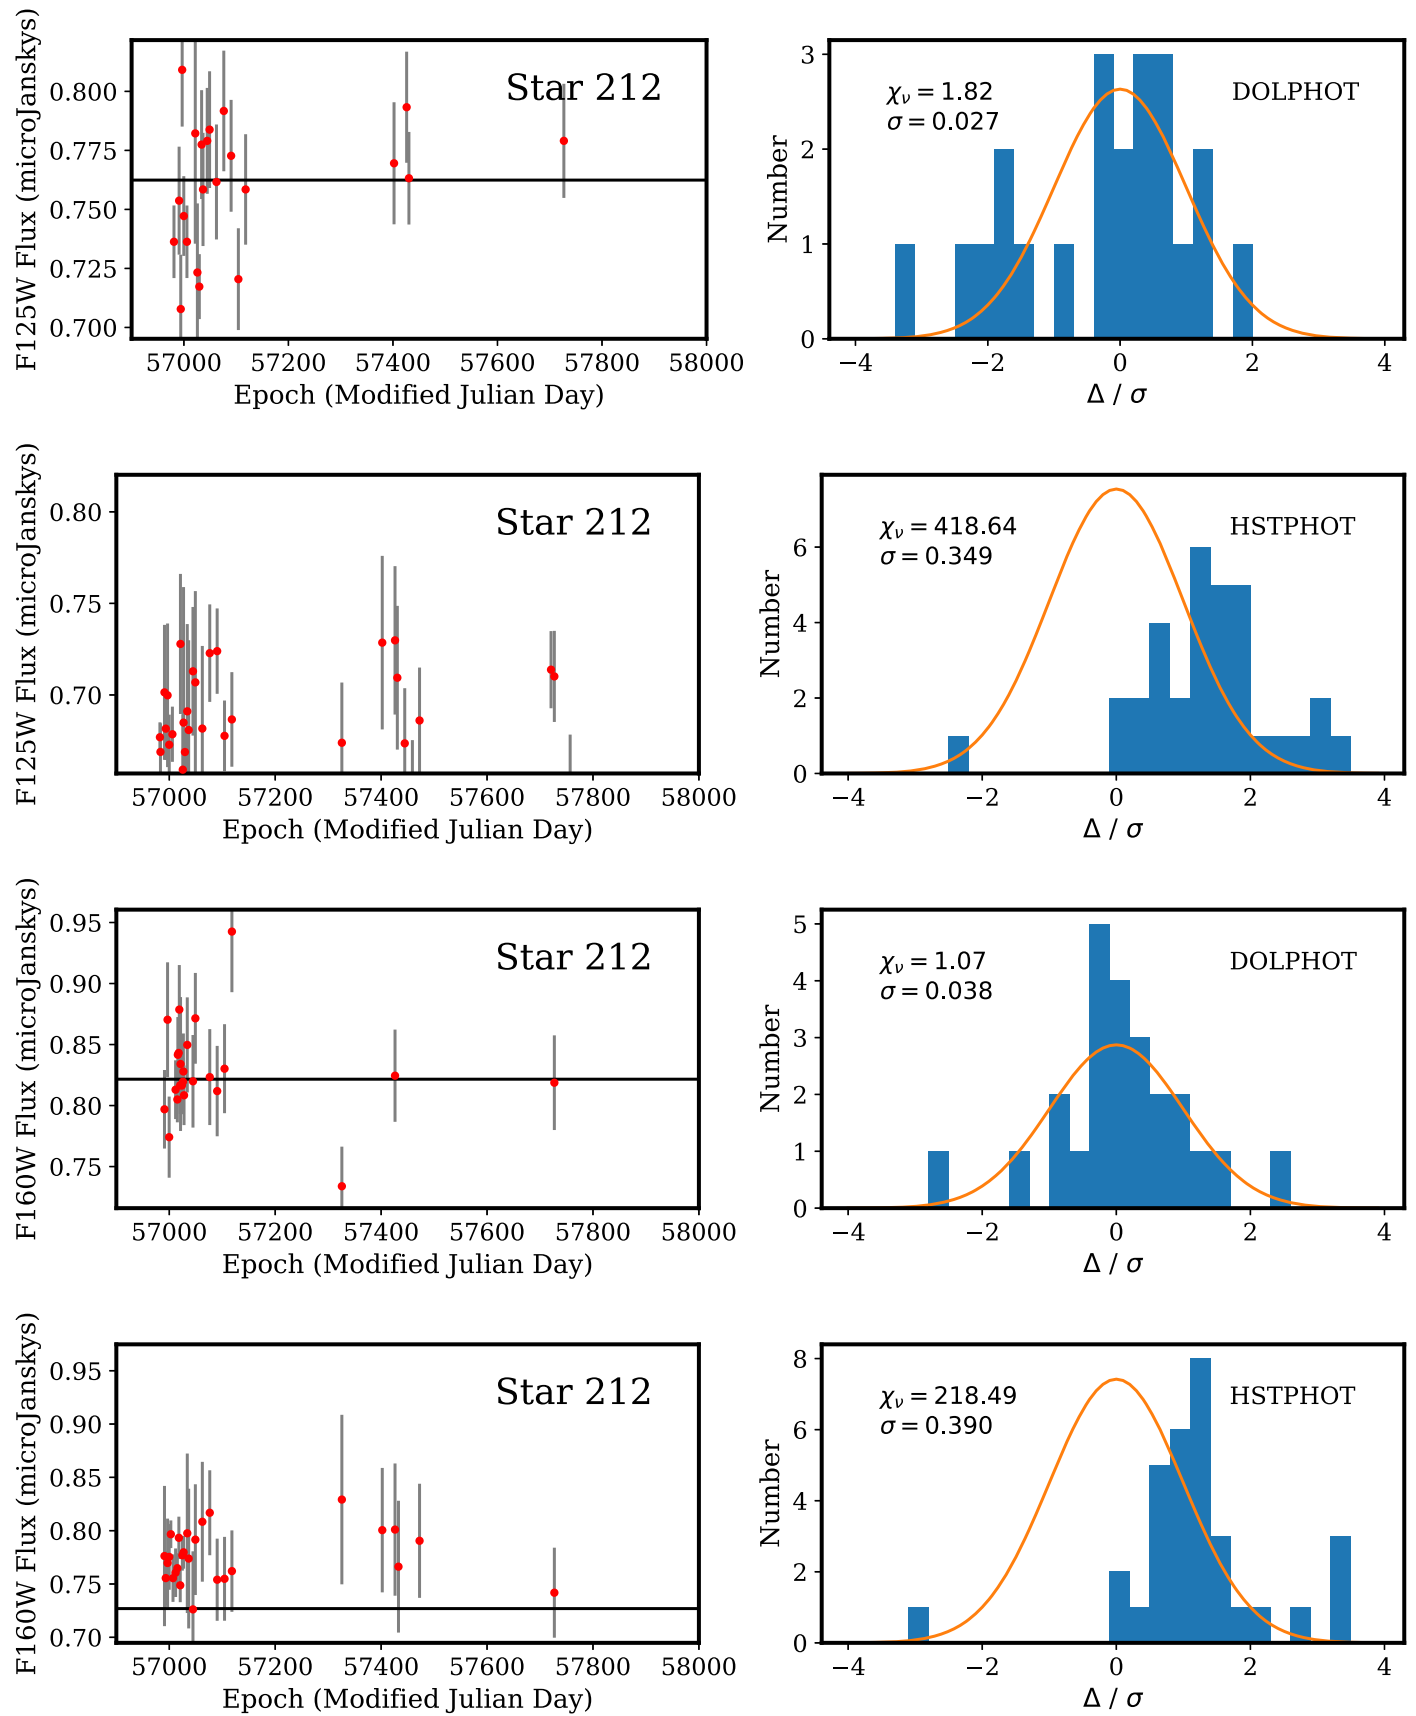 F125W Flux (microJanskys)
0.800
0.775
0.750
0.725
0.700
Star 212
57000 57200 57400 57600 57800 58000
Epoch (Modified Julian Day)
Number
3
2
1
0
χν = 1.82
σ = 0.027
DOLPHOT
−4 −2 0 2 4
Δ / σ
F125W Flux (microJanskys)
0.80
0.75
0.70
Star 212
57000 57200 57400 57600 57800 58000
Epoch (Modified Julian Day)
Number
6
4
2
0
χν = 418.64
σ = 0.349
HSTPHOT
−4 −2 0 2 4
Δ / σ
F160W Flux (microJanskys)
0.95
0.90
0.85
0.80
0.75
Star 212
57000 57200 57400 57600 57800 58000
Epoch (Modified Julian Day)
Number
5
4
3
2
1
0
χν = 1.07
σ = 0.038
DOLPHOT
−4 −2 0 2 4
Δ / σ
F160W Flux (microJanskys)
0.95
0.90
0.85
0.80
0.75
0.70
Star 212
57000 57200 57400 57600 57800 58000
Epoch (Modified Julian Day)
Number
8
6
4
2
0
χν = 218.49
σ = 0.390
HSTPHOT
−4 −2 0 2 4
Δ / σ